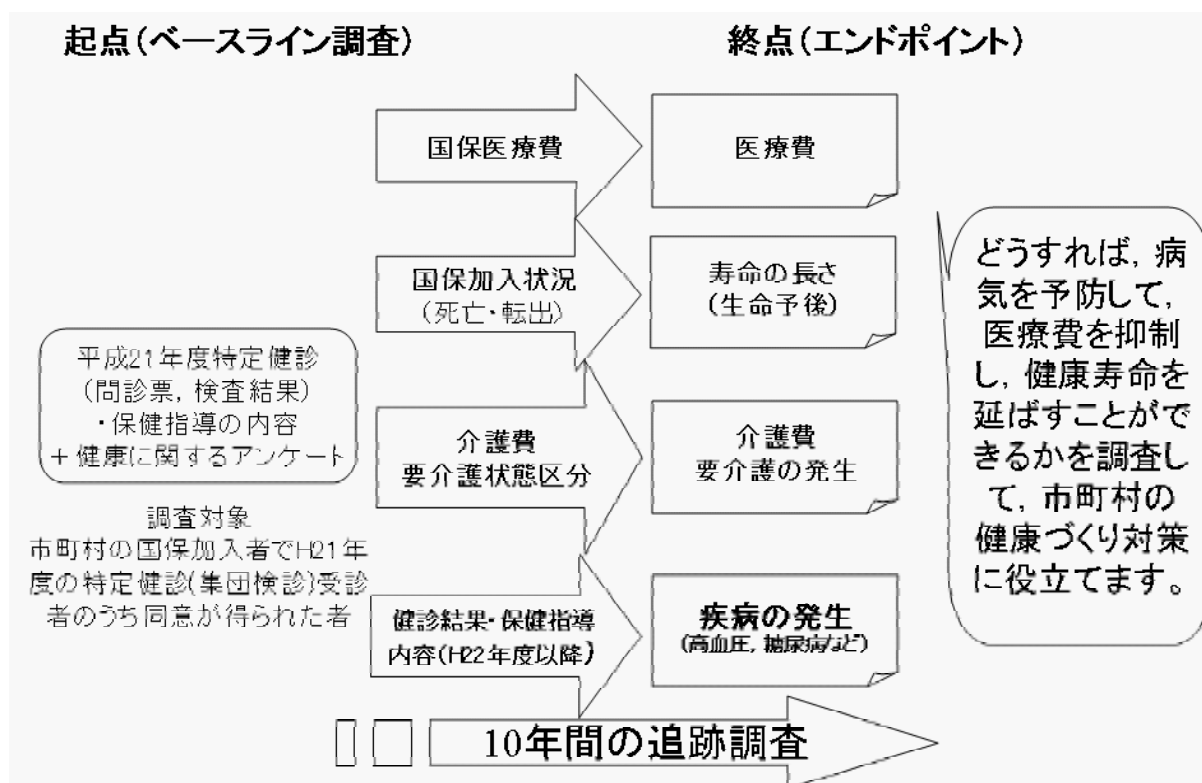 起点(ベースライン調査)
終点(エンドポイント)
国保医療費
医療費
国保加入状況
(死亡・転出)
寿命の長さ
(生命予後)
平成21年度特定健診
(問診票, 検査結果)
・保健指導の内容
+健康に関するアンケート
調査対象
市町村の国保加入者でH21年
度の特定健診(集団検診)受診
者のうち同意が得られた者
介護費
要介護状態区分
介護費
要介護の発生
健診結果・保健指導
内容(H22年度以降)
疾病の発生
(高血圧, 糖尿病など)
どうすれば, 病
気を予防して,
医療費を抑制
し, 健康寿命を
延ばすことがで
きるかを調査し
て, 市町村の
健康づくり対策
に役立てます。
10年間の追跡調査